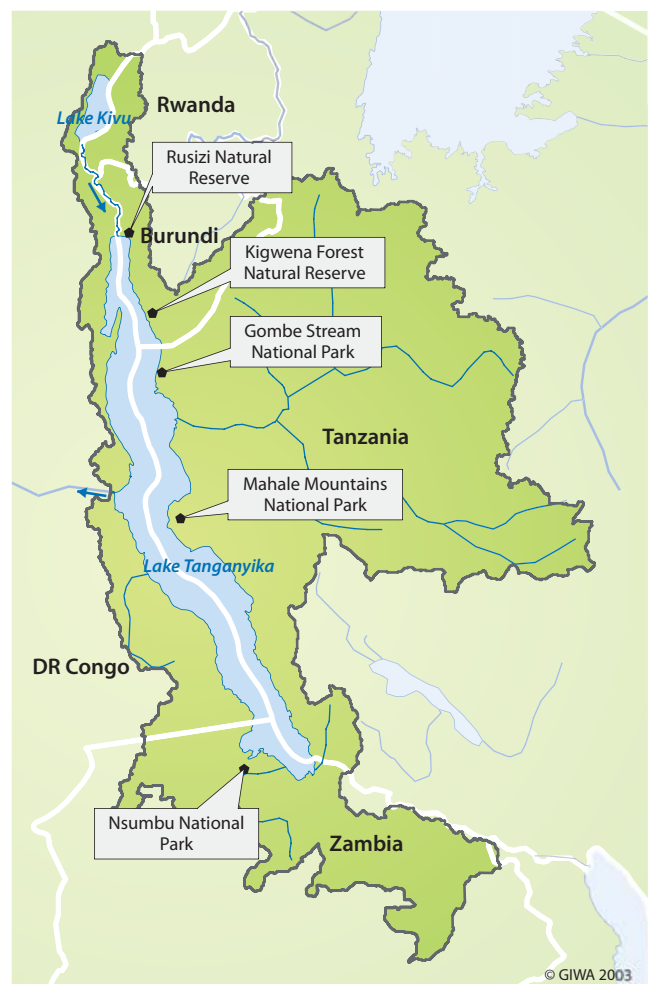 Rwanda
Lake Kivu
Rusizi Natural
Reserve
Burundi
Kigwena Forest
Natural Reserve
Gombe Stream
National Park
Tanzania
Mahale Mountains
National Park
Lake Tanganyika
DR Congo
Nsumbu National
Park
Zambia
© GIWA 2003